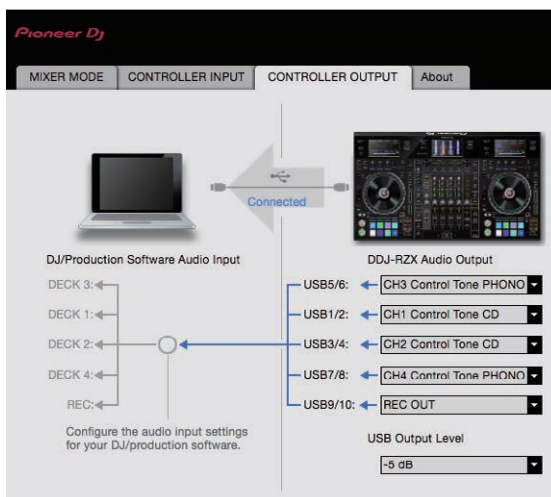 Pioneer Dj
MIXER MODE
CONTROLLER INPUT
CONTROLLER OUTPUT
About
Connected
DJ/Production Software Audio Input
DDJ-RZX Audio Output
DECK 3:
USB5/6:
CH3 Control Tone PHONO
DECK 1:
USB1/2:
CH1 Control Tone CD
DECK 2:
USB3/4:
CH2 Control Tone CD
DECK 4:
USB7/8:
CH4 Control Tone PHONO
REC:
USB9/10:
REC OUT
Configure the audio input settings
for your DJ/production software.
USB Output Level
-5 dB